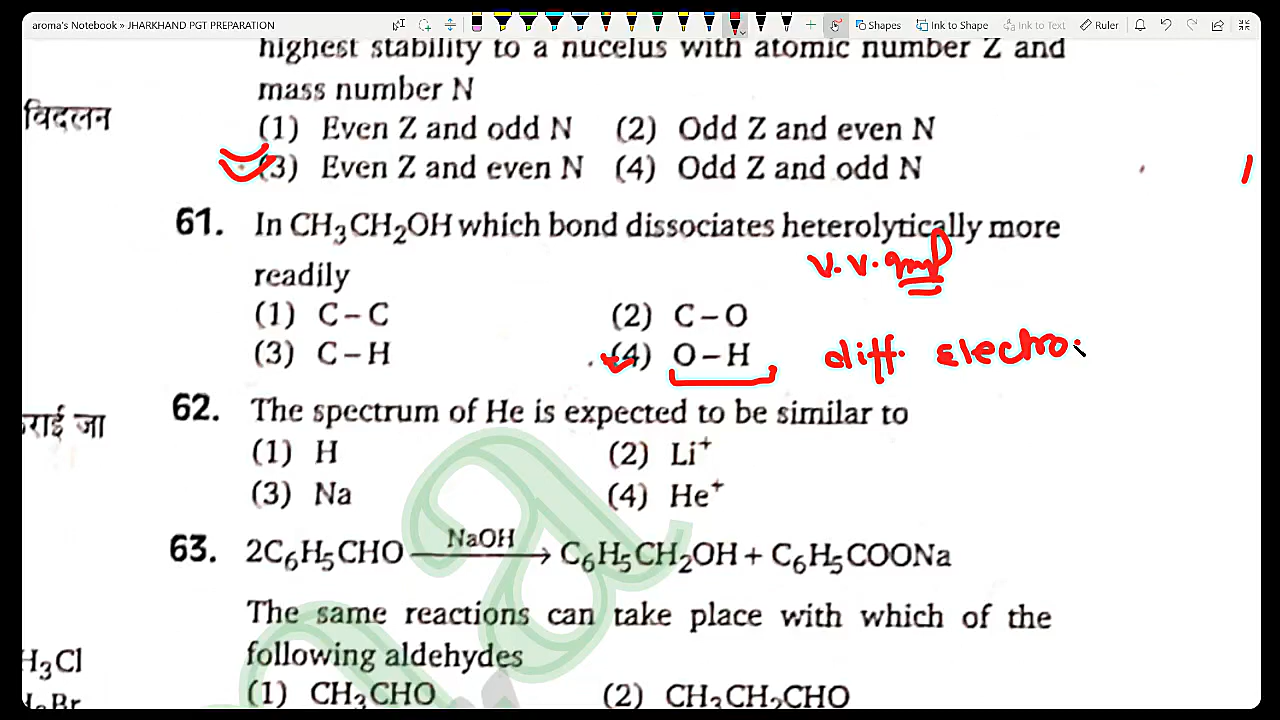 aroma's Notebook » JHARKHAND PGT PREPARATION
Shapes
Ink to Shape
Ink to Text
Ruler
highest stability to a nucelus with atomic number Z and
mass number N
विदलन
(1) Even Z and odd N (2) Odd Z and even N
(3) Even Z and even N (4) Odd Z and odd N
61. In CH₃CH₂OH which bond dissociates heterolytically more
readily
v.v. imp
(1) C – C (2) C – O
(3) C – H (4) O – H diff. electro
62. The spectrum of He is expected to be similar to
राई जा
(1) H (2) Li⁺
(3) Na (4) He⁺
63. 2C₆H₅CHO NaOH → C₆H₅CH₂OH + C₆H₅COONa
The same reactions can take place with which of the
following aldehydes
H₃Cl
(1) CH₃CHO (2) CH₃CH₂CHO